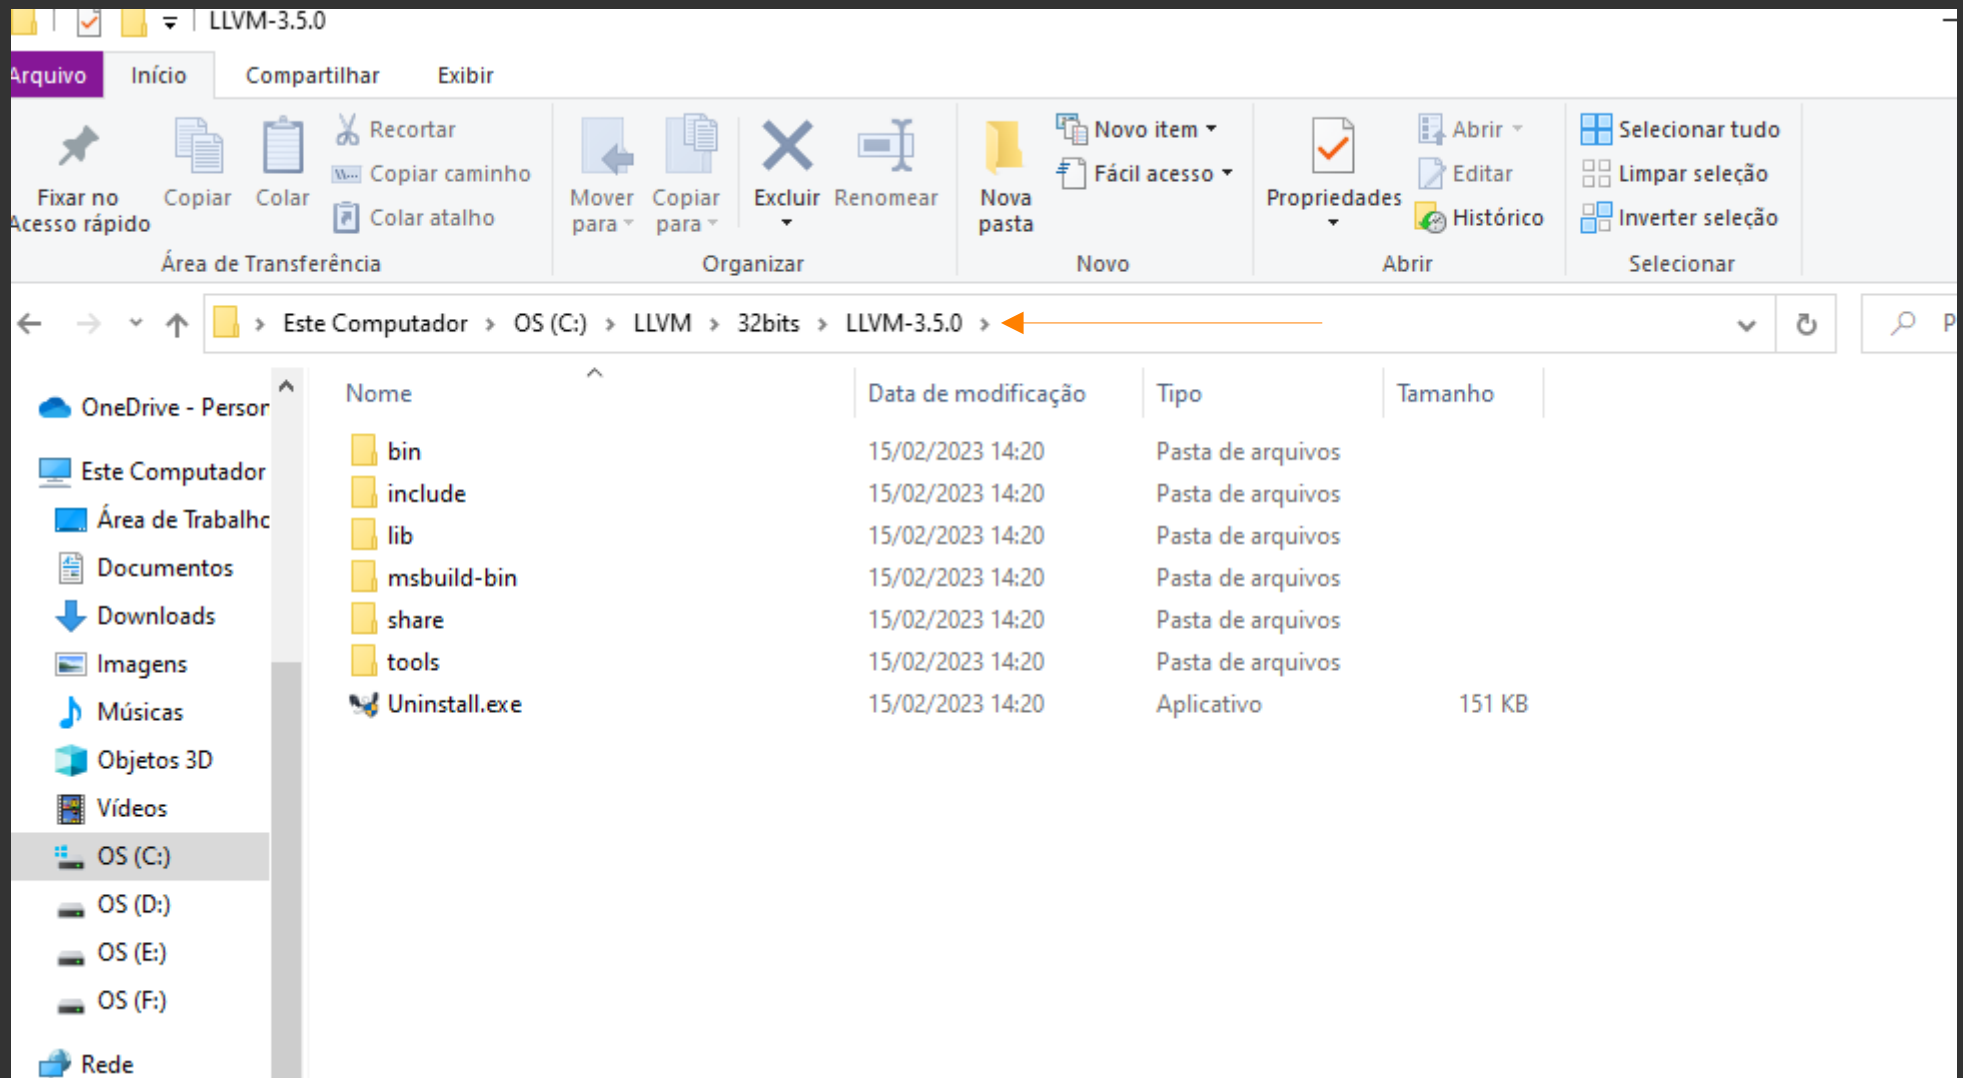 LLVM-3.5.0
Arquivo Início Compartilhar Exibir
Fixar no
Acesso rápido
Copiar
Colar
Recortar
Copiar caminho
Colar atalho
Área de Transferência
Mover
para
Copiar
para
Excluir
Renomear
Organizar
Nova
pasta
Novo item
Fácil acesso
Novo
Propriedades
Abrir
Editar
Histórico
Abrir
Selecionar tudo
Limpar seleção
Inverter seleção
Selecionar
Este Computador > OS (C:) > LLVM > 32bits > LLVM-3.5.0 >
P
OneDrive - Person
Este Computador
Área de Trabalho
Documentos
Downloads
Imagens
Músicas
Objetos 3D
Vídeos
OS (C:)
OS (D:)
OS (E:)
OS (F:)
Rede
Nome Data de modificação Tipo Tamanho
bin 15/02/2023 14:20 Pasta de arquivos
include 15/02/2023 14:20 Pasta de arquivos
lib 15/02/2023 14:20 Pasta de arquivos
msbuild-bin 15/02/2023 14:20 Pasta de arquivos
share 15/02/2023 14:20 Pasta de arquivos
tools 15/02/2023 14:20 Pasta de arquivos
Uninstall.exe 15/02/2023 14:20 Aplicativo 151 KB